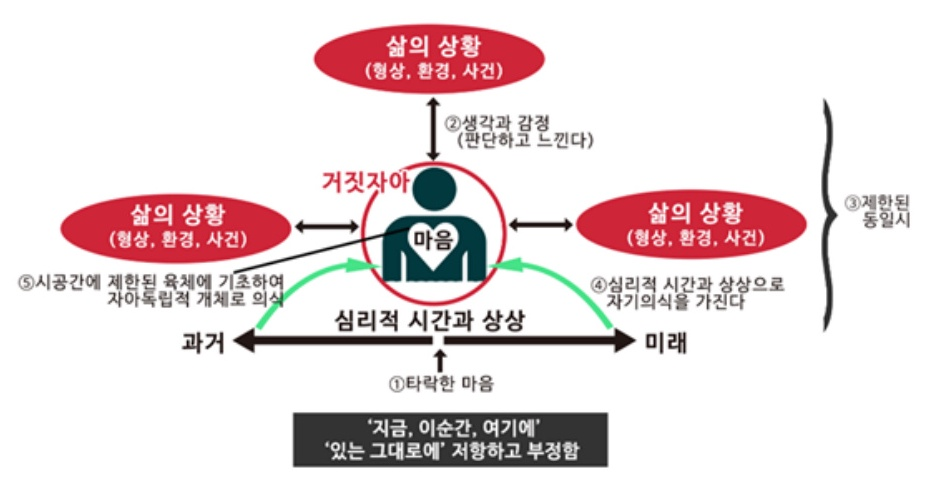 삶의 상황
(형상, 환경, 사건)
②생각과 감정
(판단하고 느낀다)
거짓자아
삶의 상황
(형상, 환경, 사건)
마음
삶의 상황
(형상, 환경, 사건)
③제한된
동일시
⑤시공간에 제한된 육체에 기초하여
자아독립적 개체로 의식
④심리적 시간과 상상으로
자기의식을 가진다
심리적 시간과 상상
과거
미래
①타락한 마음
‘지금, 이순간, 여기에’
‘있는 그대로에’ 저항하고 부정함